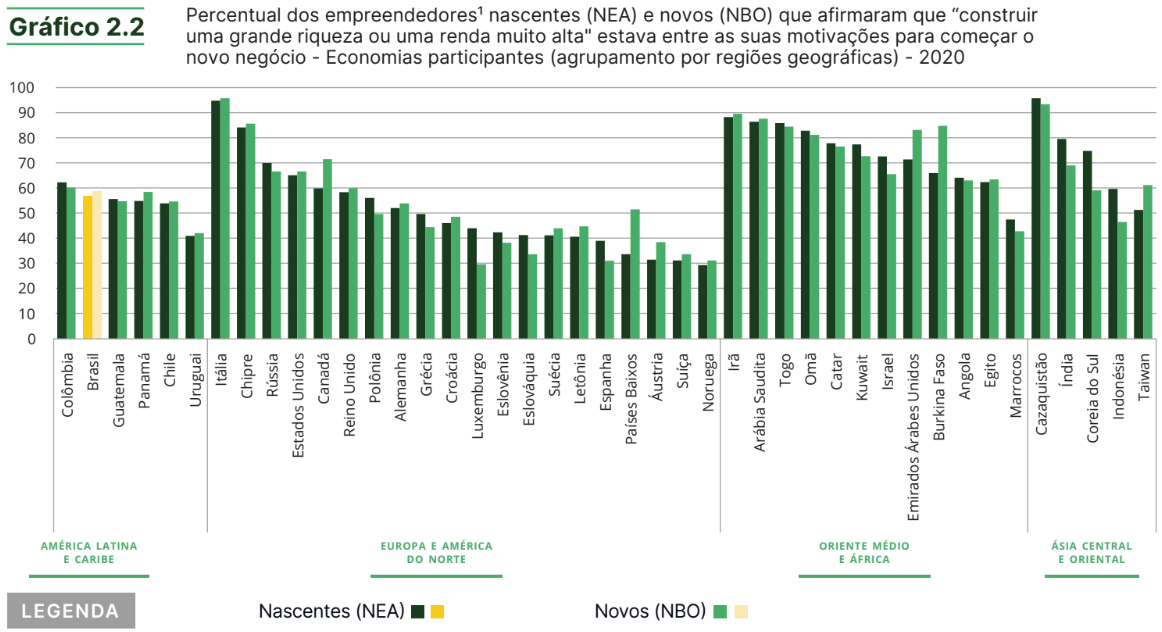 Gráfico 2.2
Percentual dos empreendedores¹ nascentes (NEA) e novos (NBO) que afirmaram que “construir
uma grande riqueza ou uma renda muito alta" estava entre as suas motivações para começar o
novo negócio - Economias participantes (agrupamento por regiões geográficas) - 2020
100
90
80
70
60
50
40
30
20
10
0
Colômbia
Brasil
Guatemala
Panamá
Chile
Uruguai
Itália
Chipre
Rússia
Estados Unidos
Canadá
Reino Unido
Polônia
Alemanha
Grécia
Croácia
Luxemburgo
Eslovênia
Eslováquia
Suécia
Letônia
Espanha
Países Baixos
Áustria
Suíça
Noruega
Irã
Arábia Saudita
Togo
Omã
Catar
Kuwait
Israel
Emirados Árabes Unidos
Burkina Faso
Angola
Egito
Marrocos
Cazaquistão
Índia
Coreia do Sul
Indonésia
Taiwan
AMÉRICA LATINA
E CARIBE
EUROPA E AMÉRICA
DO NORTE
ORIENTE MÉDIO
E ÁFRICA
ÁSIA CENTRAL
E ORIENTAL
LEGENDA
Nascentes (NEA)
Novos (NBO)